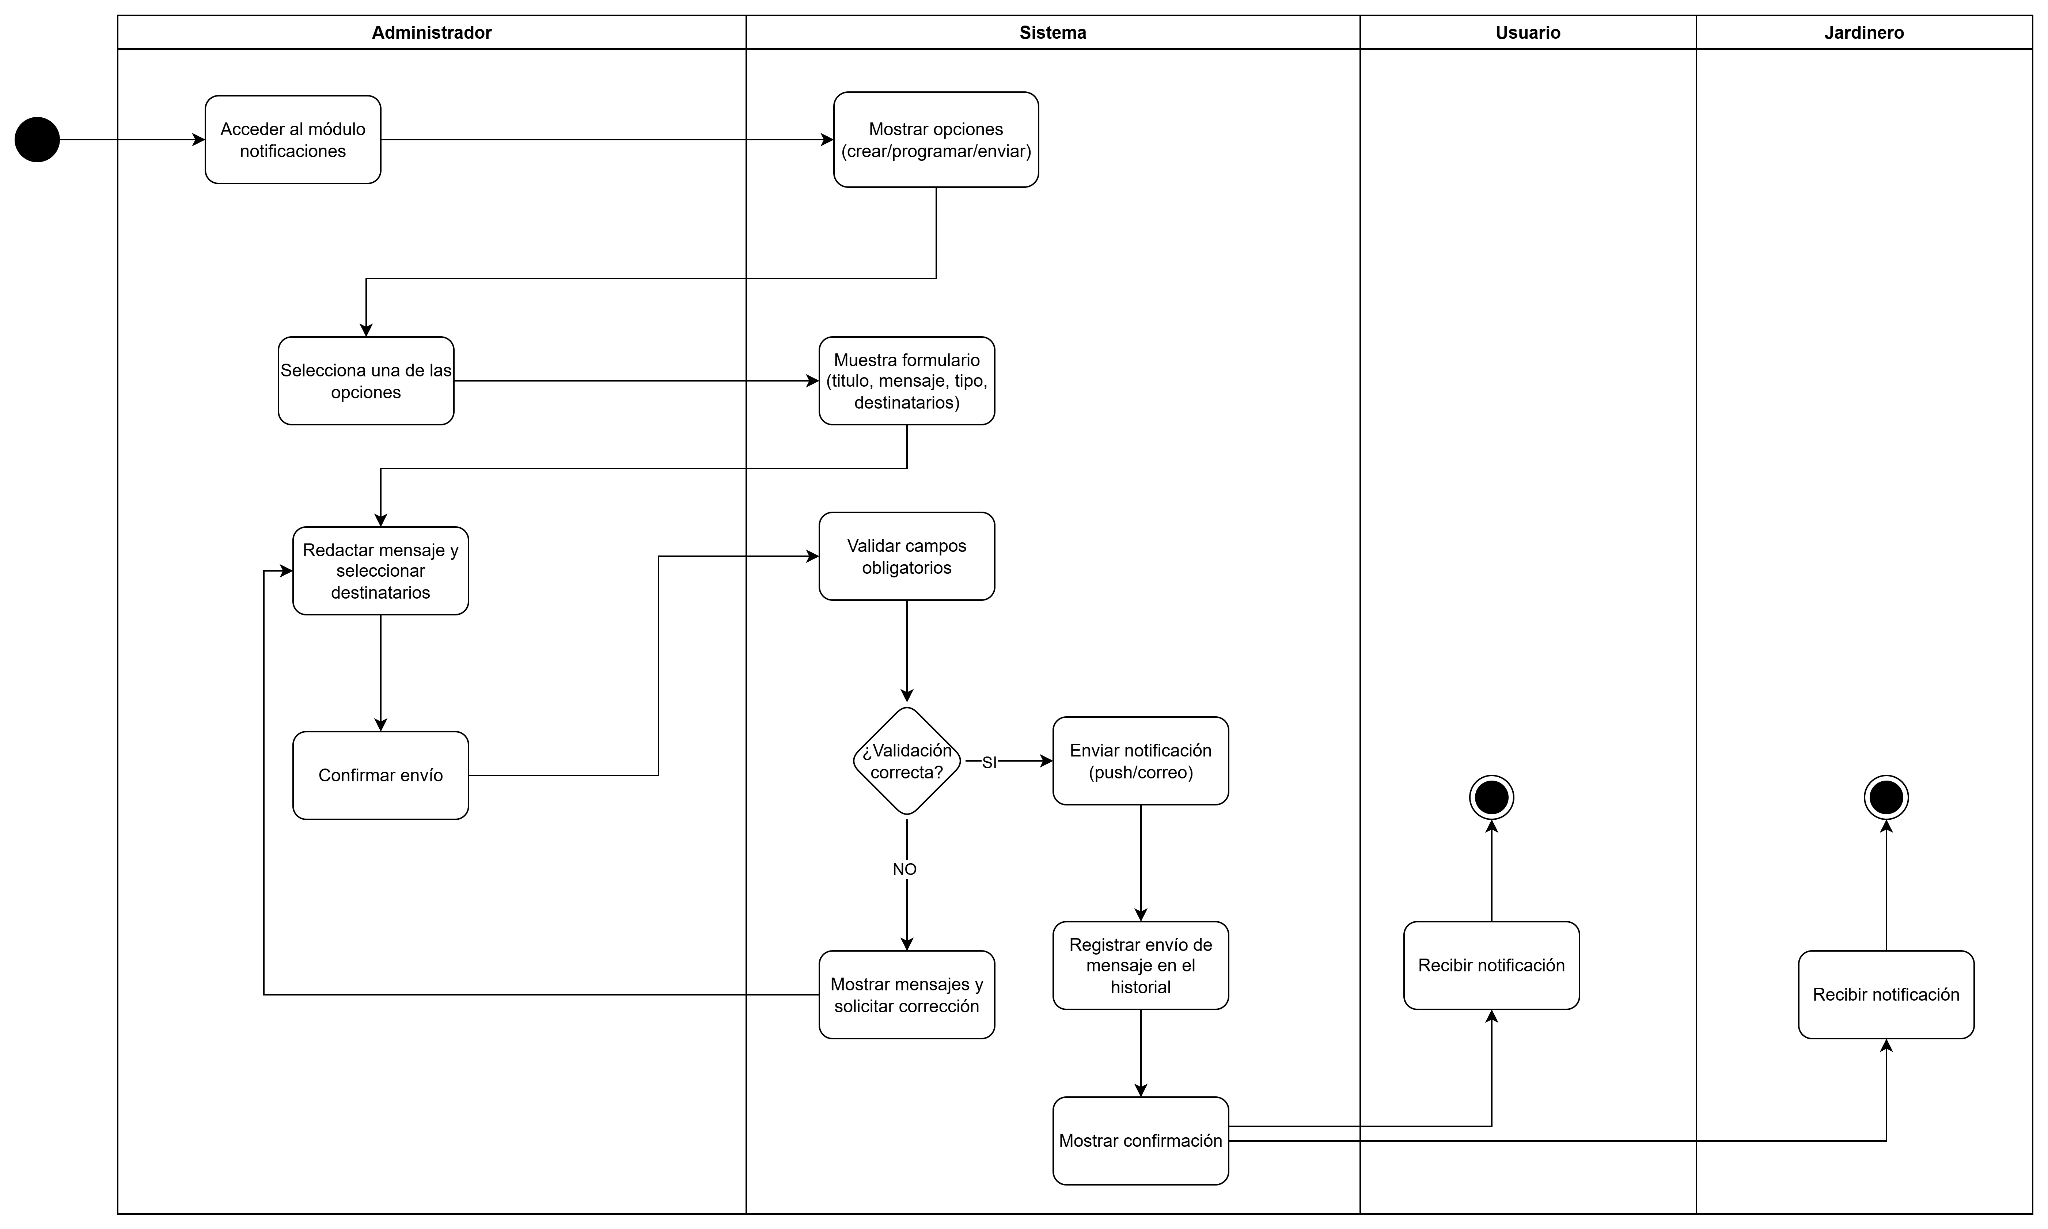 Administrador
Sistema
Usuario
Jardinero
Acceder al módulo
notificaciones
Mostrar opciones
(crear/programar/enviar)
Selecciona una de las
opciones
Muestra formulario
(titulo, mensaje, tipo,
destinatarios)
Redactar mensaje y
seleccionar
destinatarios
Validar campos
obligatorios
Confirmar envío
¿Validación
correcta?
SI
Enviar notificación
(push/correo)
NO
Mostrar mensajes y
solicitar corrección
Registrar envío de
mensaje en el
historial
Recibir notificación
Recibir notificación
Mostrar confirmación